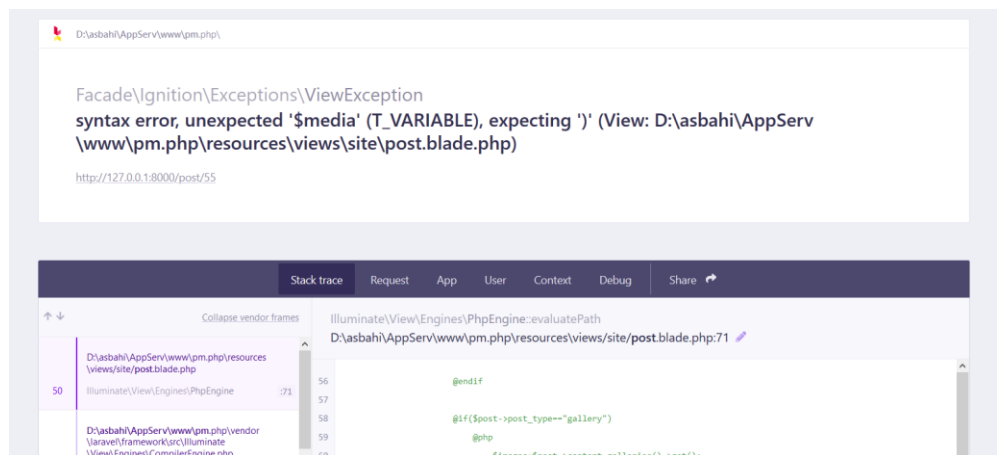 D:\asbahi\AppServ\www\pm.php\
Facade\Ignition\Exceptions\ViewException
syntax error, unexpected '$media' (T_VARIABLE), expecting ')' (View: D:\asbahi\AppServ
\www\pm.php\resources\views\site\post.blade.php)
http://127.0.0.1:8000/post/55
Stack trace Request App User Context Debug Share
Collapse vendor frames
Illuminate\View\Engines\PhpEngine::evaluatePath
D:\asbahi\AppServ\www\pm.php\resources\views/site/post.blade.php:71
D:\asbahi\AppServ\www\pm.php\resources
\views/site/post.blade.php
50 Illuminate\View\Engines\PhpEngine :71
D:\asbahi\AppServ\www\pm.php\vendor
\laravel\framework\src\Illuminate
\View\Engines\CompilerEngine.php
56 @endif
57
58 @if($post->post_type=="gallery")
59 @php